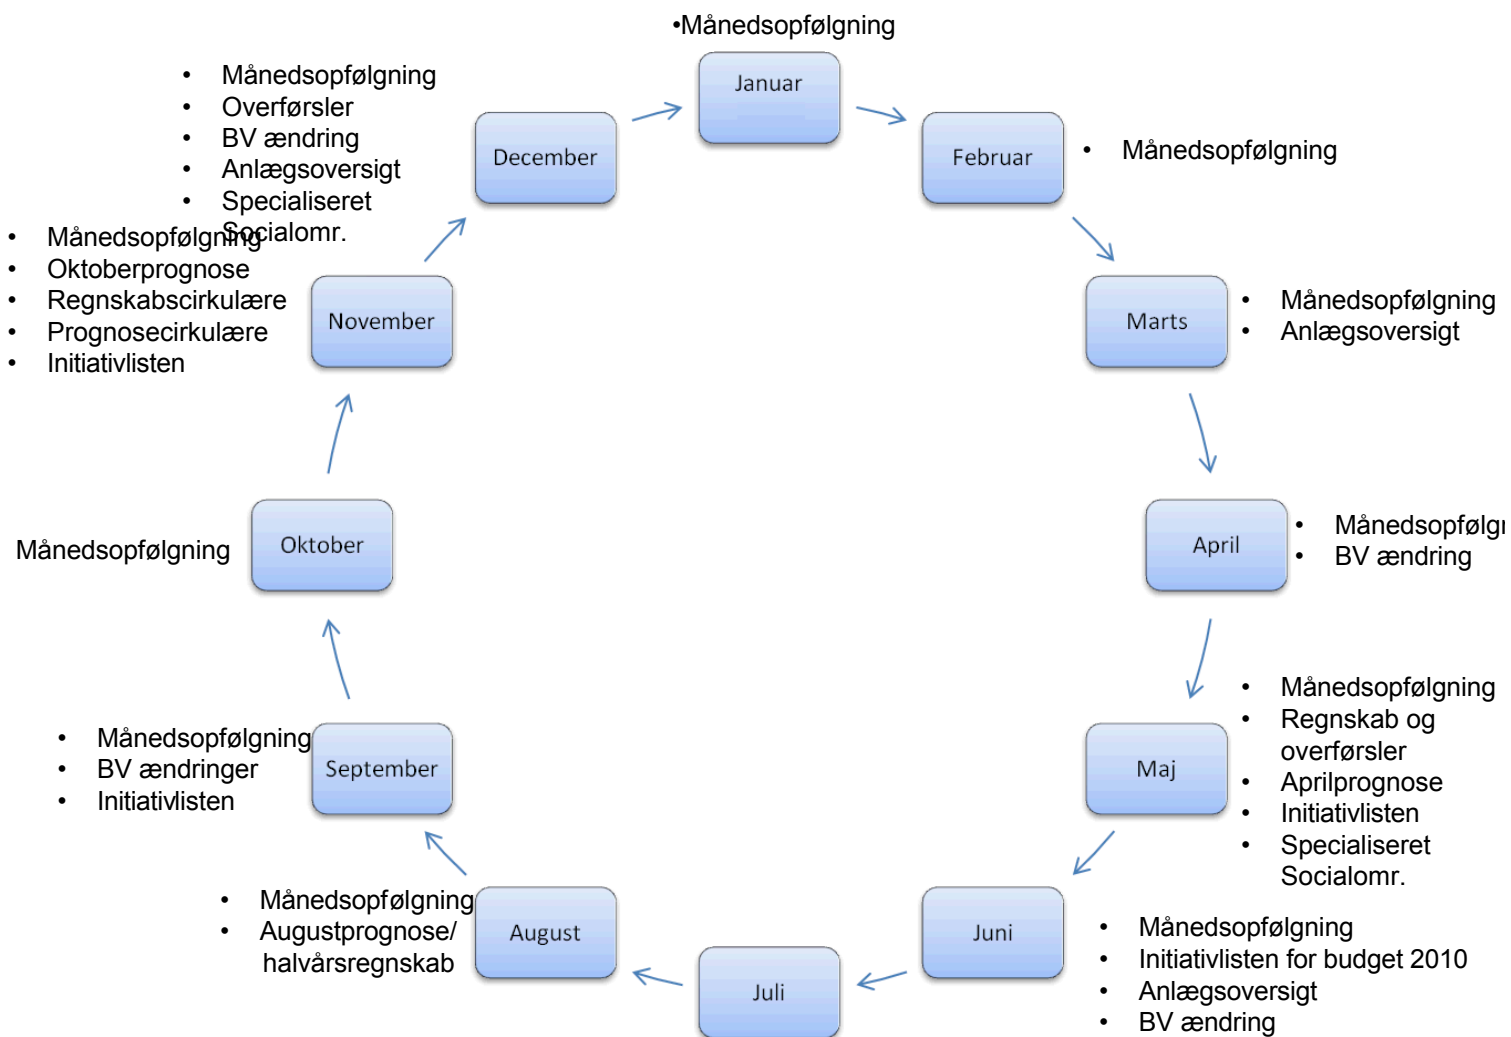 •Månedsopfølgning
Januar
Februar
• Månedsopfølgning
Marts
• Månedsopfølgning
• Anlægsoversigt
April
• Månedsopfølgn
• BV ændring
Maj
• Månedsopfølgning
• Regnskab og
overførsler
• Aprilprognose
• Initiativlisten
• Specialiseret
Socialomr.
Juni
• Månedsopfølgning
• Initiativlisten for budget 2010
• Anlægsoversigt
• BV ændring
Juli
August
• Månedsopfølgning
• Augustprognose/
halvårsregnskab
September
• Månedsopfølgning
• BV ændringer
• Initiativlisten
Oktober
Månedsopfølgning
November
• Månedsopfølgning
• Oktoberprognose
• Regnskabscirkulære
• Prognosecirkulære
• Initiativlisten
December
• Månedsopfølgning
• Overførsler
• BV ændring
• Anlægsoversigt
• Specialiseret
Socialomr.